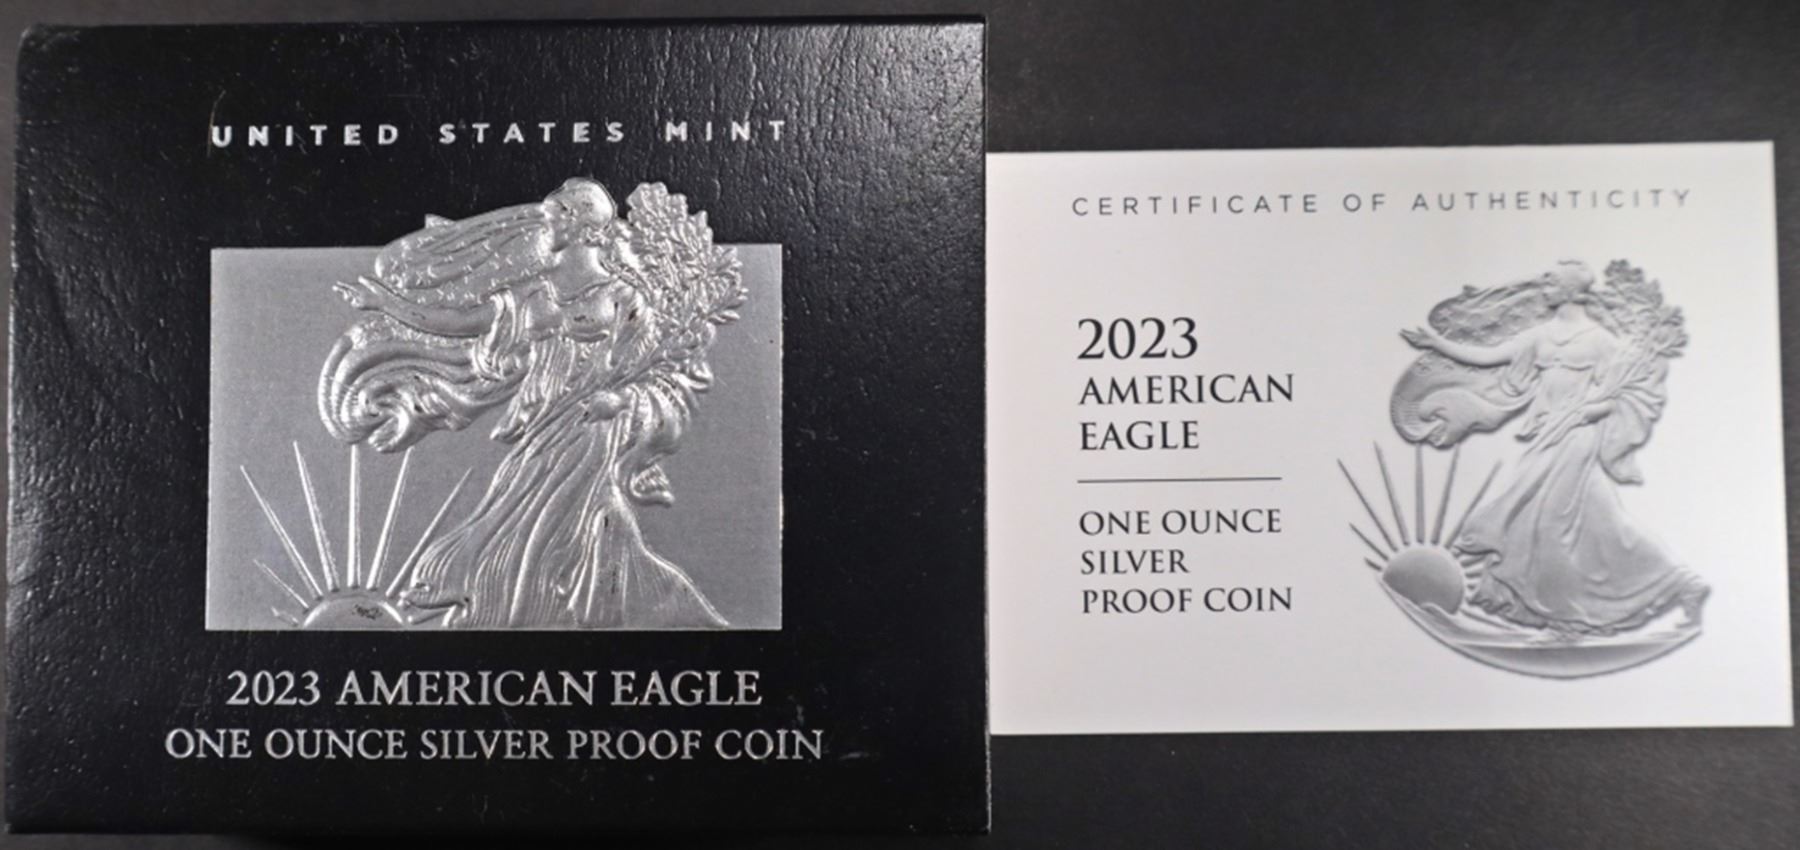 UNITED STATES MINT
2023 AMERICAN EAGLE
ONE OUNCE SILVER PROOF COIN
CERTIFICATE OF AUTHENTICITY
2023
AMERICAN
EAGLE
ONE OUNCE
SILVER
PROOF COIN